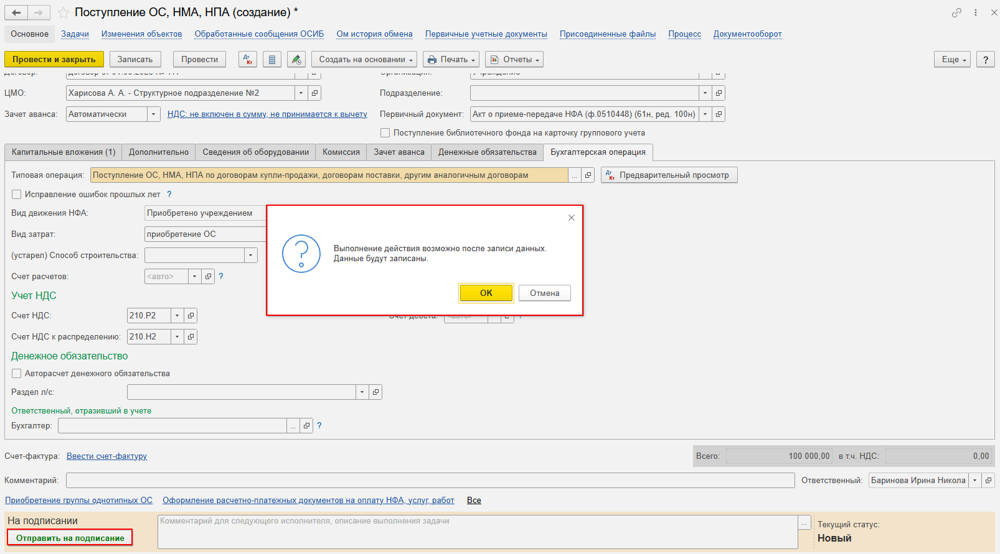 Поступление ОС, НМА, НПА (создание) *
Основное Задачи Изменения объектов Обработанные сообщения ОСИБ Ом история обмена Первичные учетные документы Присоединенные файлы Процесс Документооборот
Провести и закрыть Записать Провести Дт Кт Создать на основании Печать Отчеты Еще ?
ЦМО: Харисова А. А. - Структурное подразделение №2 Подразделение:
Зачет аванса: Автоматически НДС: не включен в сумму, не принимается к вычету Первичный документ: Акт о приеме-передаче НФА (ф.0510448) (61н, ред. 100н)
Поступление библиотечного фонда на карточку группового учета
Капитальные вложения (1) Дополнительно Сведения об оборудовании Комиссия Зачет аванса Денежные обязательства Бухгалтерская операция
Типовая операция: Поступление ОС, НМА, НПА по договорам купли-продажи, договорам поставки, другим аналогичным договорам ... Дт Кт Предварительный просмотр
Исправление ошибок прошлых лет ?
Вид движения НФА: Приобретено учреждением
Вид затрат: приобретение ОС
(устарел) Способ строительства:
Счет расчетов: <авто> ?
Выполнение действия возможно после записи данных.
Данные будут записаны.
ОК Отмена
Учет НДС
Счет НДС: 210.Р2
Счет НДС к распределению: 210.Н2
Денежное обязательство
Авторасчет денежного обязательства
Раздел л/с:
Ответственный, отразивший в учете
Бухгалтер: ... ?
Счет-фактура: Ввести счет-фактуру Всего: 100 000,00 в т.ч. НДС: 0,00
Комментарий: Ответственный: Баринова Ирина Никола
Приобретение группы однотипных ОС Оформление расчетно-платежных документов на оплату НФА, услуг, работ Все
На подписании Комментарий для следующего исполнителя, описание выполнения задачи ... Текущий статус:
Отправить на подписание Новый